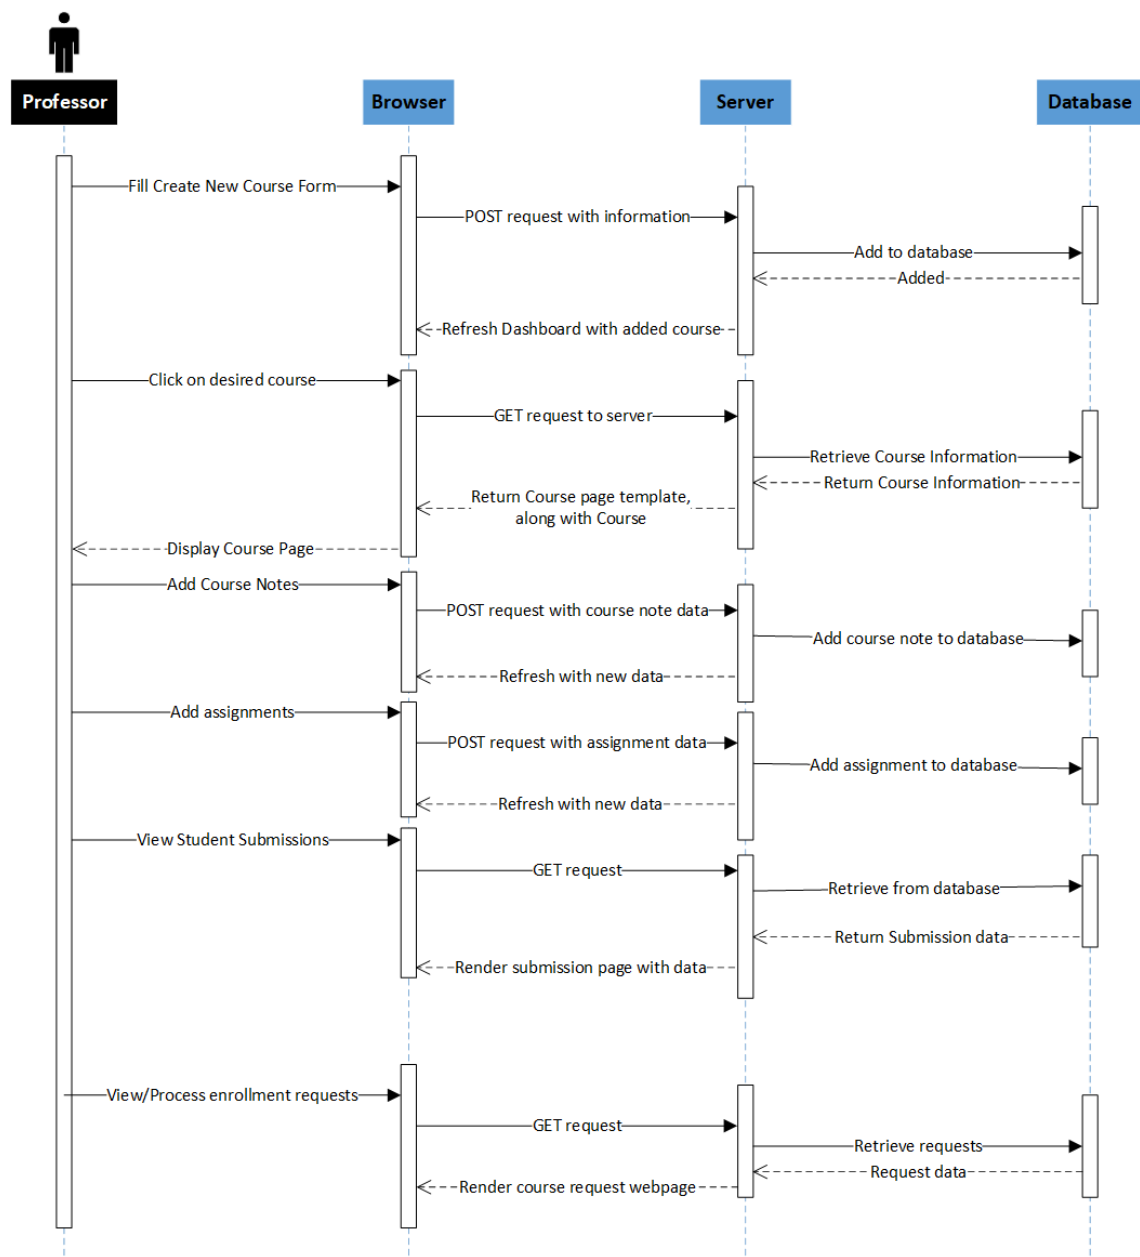 Professor
Browser
Server
Database
Fill Create New Course Form
POST request with information
Add to database
Added
Refresh Dashboard with added course
Click on desired course
GET request to server
Retrieve Course Information
Return Course Information
Return Course page template,
along with Course
Display Course Page
Add Course Notes
POST request with course note data
Add course note to database
Refresh with new data
Add assignments
POST request with assignment data
Add assignment to database
Refresh with new data
View Student Submissions
GET request
Retrieve from database
Return Submission data
Render submission page with data
View/Process enrollment requests
GET request
Retrieve requests
Request data
Render course request webpage